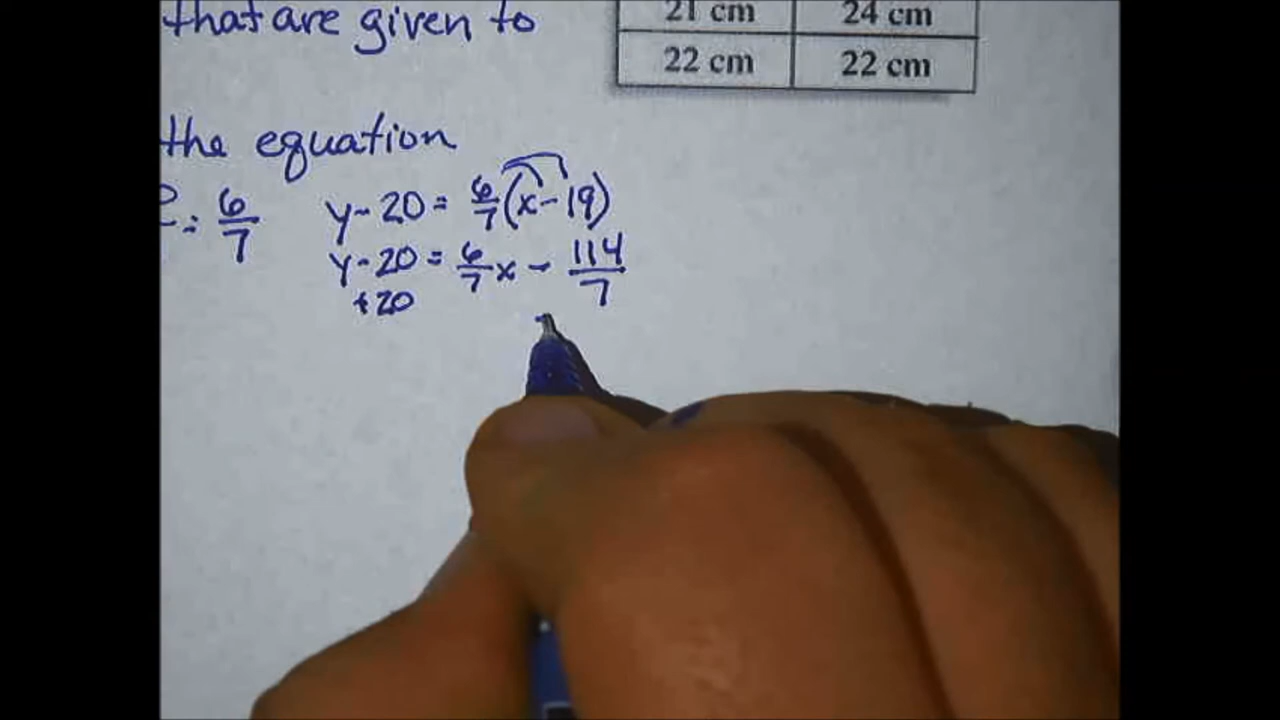 that are given to
21 cm 24 cm
22 cm 22 cm
the equation
= 6/7 y - 20 = 6/7 (x - 19)
y - 20 = 6/7 x - 114/7
+20